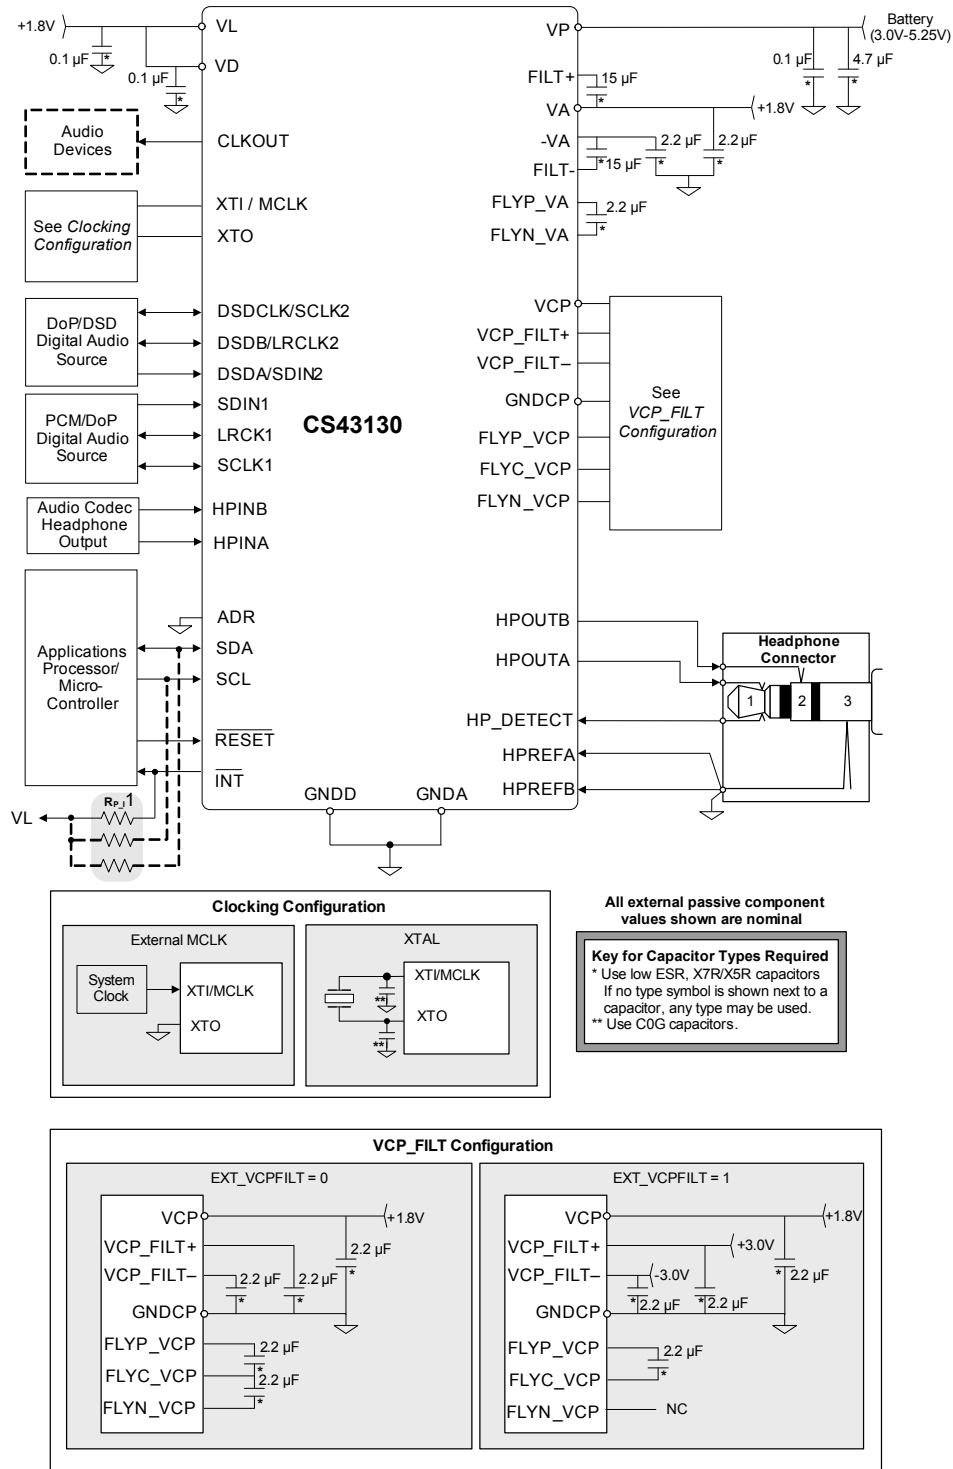 +1.8V
VL
0.1 µF
*
VD
0.1 µF
*
Audio
Devices
CLKOUT
XTI / MCLK
See Clocking
Configuration
XTO
DoP/DSD
Digital Audio
Source
DSDCLK/SCLK2
DSDB/LRCLK2
DSDA/SDIN2
PCM/DoP
Digital Audio
Source
SDIN1
LRCK1
SCLK1
Audio Codec
Headphone
Output
HPINB
HPINA
Applications
Processor/
Micro-
Controller
ADR
SDA
SCL
RESET
INT
VL
RP_I1
CS43130
GNDD
GNDA
VP
Battery
(3.0V-5.25V)
0.1 µF
*
4.7 µF
*
FILT+
15 µF
*
VA
+1.8V
-VA
2.2 µF
*
2.2 µF
*
FILT-
*15 µF
FLYP_VA
2.2 µF
*
FLYN_VA
VCP
VCP_FILT+
VCP_FILT–
GNDCP
FLYP_VCP
FLYC_VCP
FLYN_VCP
See
VCP_FILT
Configuration
HPOUTB
HPOUTA
HP_DETECT
HPREFA
HPREFB
Headphone
Connector
1
2
3
Clocking Configuration
External MCLK
System
Clock
XTI/MCLK
XTO
XTAL
XTI/MCLK
XTO
**
**
All external passive component
values shown are nominal
Key for Capacitor Types Required
* Use low ESR, X7R/X5R capacitors
If no type symbol is shown next to a
capacitor, any type may be used.
** Use C0G capacitors.
VCP_FILT Configuration
EXT_VCPFILT = 0
VCP
+1.8V
VCP_FILT+
2.2 µF
*
VCP_FILT–
2.2 µF
*
2.2 µF
*
GNDCP
FLYP_VCP
2.2 µF
*
FLYC_VCP
2.2 µF
*
FLYN_VCP
EXT_VCPFILT = 1
VCP
+1.8V
VCP_FILT+
+3.0V
VCP_FILT–
-3.0V
*
2.2 µF
*
2.2 µF
*
2.2 µF
GNDCP
FLYP_VCP
2.2 µF
*
FLYC_VCP
FLYN_VCP
NC